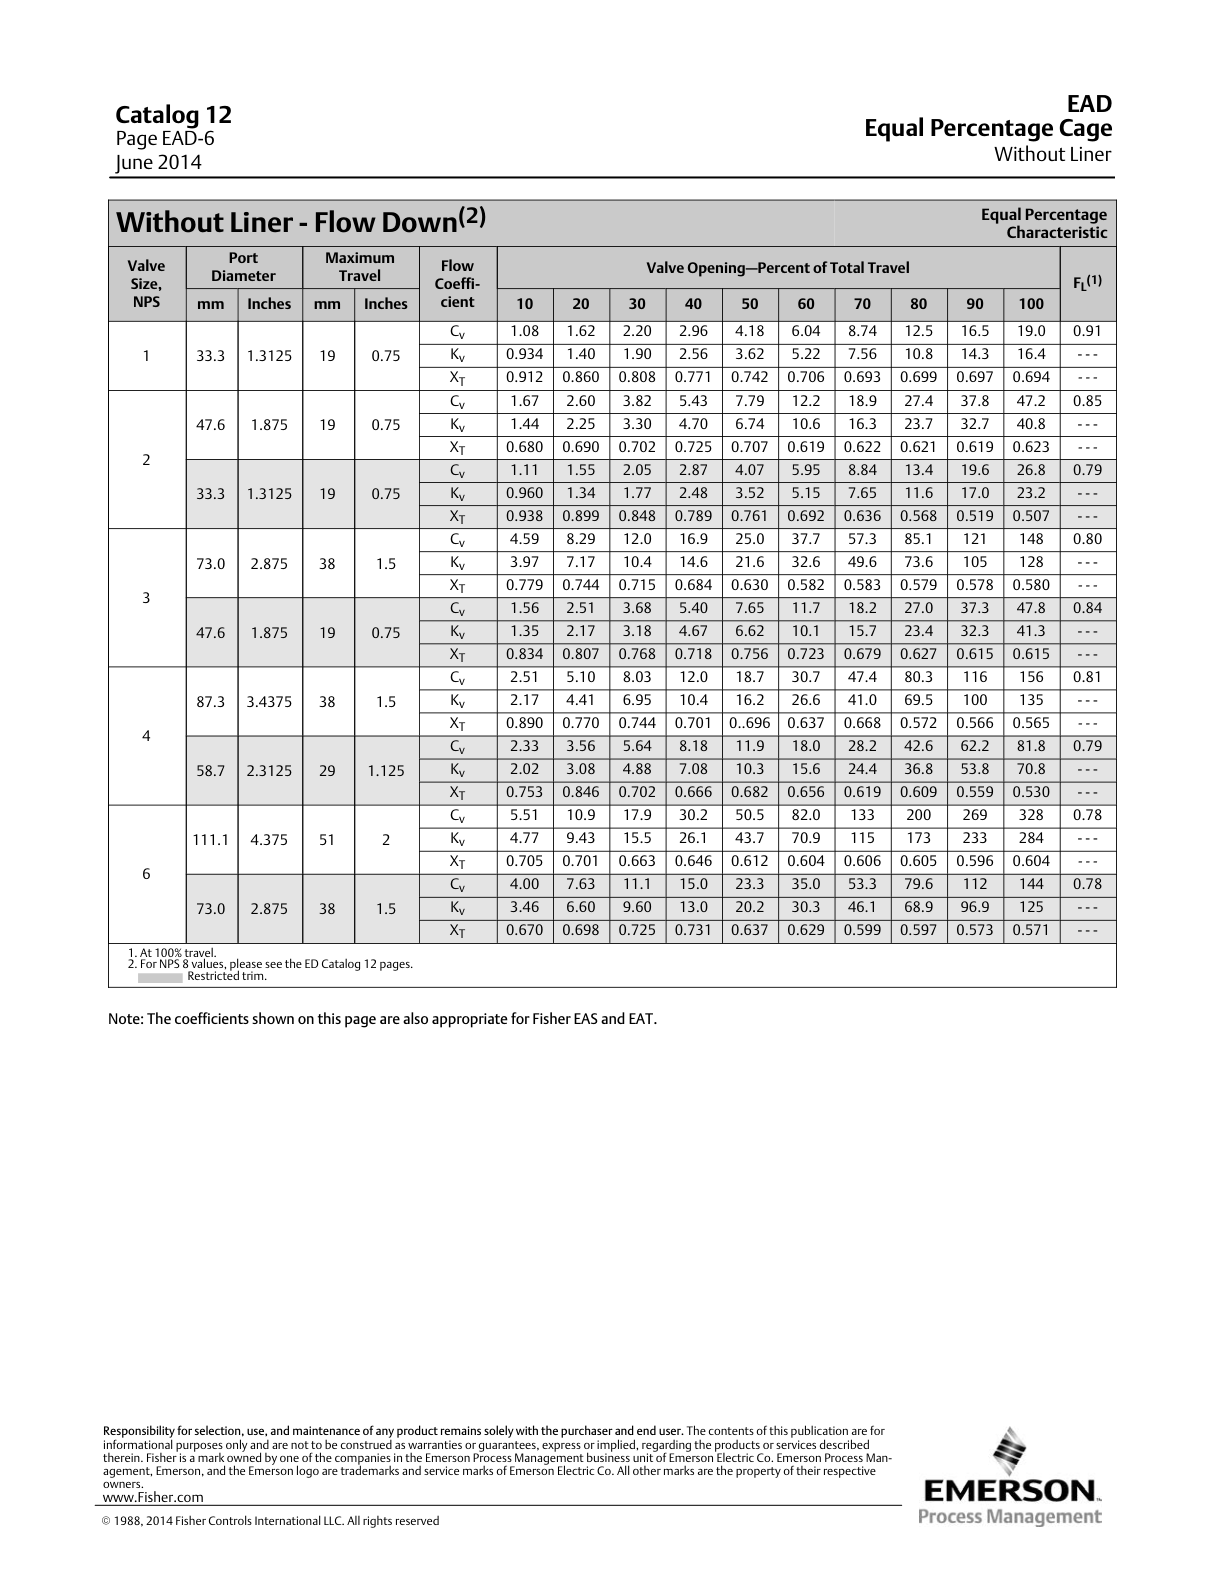 Catalog 12
Page EAD-6
June 2014
EAD
Equal Percentage Cage
Without Liner
Without Liner - Flow Down(2)
Equal Percentage
Characteristic
Valve
Size,
NPS
Port
Diameter
Maximum
Travel
Flow
Coeffi-
cient
Valve Opening—Percent of Total Travel
FL(1)
mm Inches mm Inches 10 20 30 40 50 60 70 80 90 100
1 33.3 1.3125 19 0.75
Cv 1.08 1.62 2.20 2.96 4.18 6.04 8.74 12.5 16.5 19.0 0.91
Kv 0.934 1.40 1.90 2.56 3.62 5.22 7.56 10.8 14.3 16.4 - - -
XT 0.912 0.860 0.808 0.771 0.742 0.706 0.693 0.699 0.697 0.694 - - -
2
47.6 1.875 19 0.75
Cv 1.67 2.60 3.82 5.43 7.79 12.2 18.9 27.4 37.8 47.2 0.85
Kv 1.44 2.25 3.30 4.70 6.74 10.6 16.3 23.7 32.7 40.8 - - -
XT 0.680 0.690 0.702 0.725 0.707 0.619 0.622 0.621 0.619 0.623 - - -
33.3 1.3125 19 0.75
Cv 1.11 1.55 2.05 2.87 4.07 5.95 8.84 13.4 19.6 26.8 0.79
Kv 0.960 1.34 1.77 2.48 3.52 5.15 7.65 11.6 17.0 23.2 - - -
XT 0.938 0.899 0.848 0.789 0.761 0.692 0.636 0.568 0.519 0.507 - - -
3
73.0 2.875 38 1.5
Cv 4.59 8.29 12.0 16.9 25.0 37.7 57.3 85.1 121 148 0.80
Kv 3.97 7.17 10.4 14.6 21.6 32.6 49.6 73.6 105 128 - - -
XT 0.779 0.744 0.715 0.684 0.630 0.582 0.583 0.579 0.578 0.580 - - -
47.6 1.875 19 0.75
Cv 1.56 2.51 3.68 5.40 7.65 11.7 18.2 27.0 37.3 47.8 0.84
Kv 1.35 2.17 3.18 4.67 6.62 10.1 15.7 23.4 32.3 41.3 - - -
XT 0.834 0.807 0.768 0.718 0.756 0.723 0.679 0.627 0.615 0.615 - - -
4
87.3 3.4375 38 1.5
Cv 2.51 5.10 8.03 12.0 18.7 30.7 47.4 80.3 116 156 0.81
Kv 2.17 4.41 6.95 10.4 16.2 26.6 41.0 69.5 100 135 - - -
XT 0.890 0.770 0.744 0.701 0..696 0.637 0.668 0.572 0.566 0.565 - - -
58.7 2.3125 29 1.125
Cv 2.33 3.56 5.64 8.18 11.9 18.0 28.2 42.6 62.2 81.8 0.79
Kv 2.02 3.08 4.88 7.08 10.3 15.6 24.4 36.8 53.8 70.8 - - -
XT 0.753 0.846 0.702 0.666 0.682 0.656 0.619 0.609 0.559 0.530 - - -
6
111.1 4.375 51 2
Cv 5.51 10.9 17.9 30.2 50.5 82.0 133 200 269 328 0.78
Kv 4.77 9.43 15.5 26.1 43.7 70.9 115 173 233 284 - - -
XT 0.705 0.701 0.663 0.646 0.612 0.604 0.606 0.605 0.596 0.604 - - -
73.0 2.875 38 1.5
Cv 4.00 7.63 11.1 15.0 23.3 35.0 53.3 79.6 112 144 0.78
Kv 3.46 6.60 9.60 13.0 20.2 30.3 46.1 68.9 96.9 125 - - -
XT 0.670 0.698 0.725 0.731 0.637 0.629 0.599 0.597 0.573 0.571 - - -
1. At 100% travel.
2. For NPS 8 values, please see the ED Catalog 12 pages.
Restricted trim.
Note: The coefficients shown on this page are also appropriate for Fisher EAS and EAT.
Responsibility for selection, use, and maintenance of any product remains solely with the purchaser and end user. The contents of this publication are for
informational purposes only and are not to be construed as warranties or guarantees, express or implied, regarding the products or services described
therein. Fisher is a mark owned by one of the companies in the Emerson Process Management business unit of Emerson Electric Co. Emerson Process Man-
agement, Emerson, and the Emerson logo are trademarks and service marks of Emerson Electric Co. All other marks are the property of their respective
owners.
www.Fisher.com
© 1988, 2014 Fisher Controls International LLC. All rights reserved
EMERSON™
Process Management